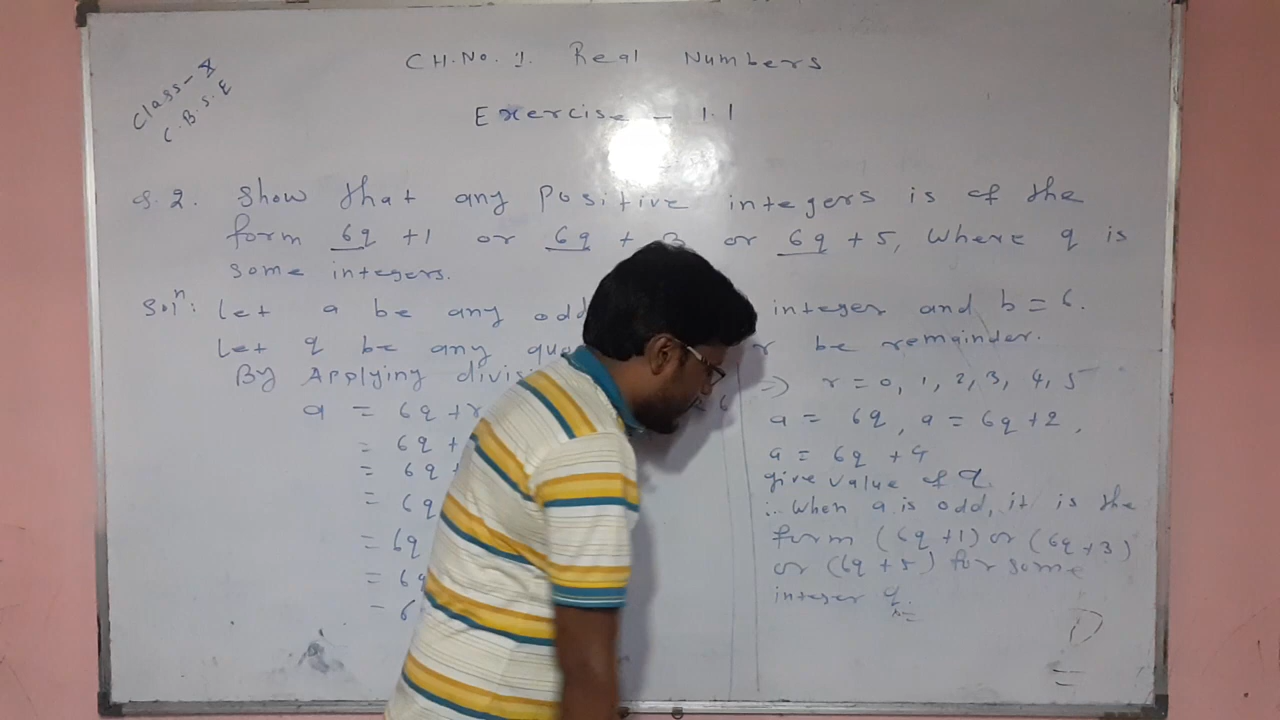 Class - X
C.B.S.E
CH.No. 1. Real Numbers
Exercise - 1.1
Q.2. Show that any positive integers is of the
form 6q +1 or 6q + 3 or 6q + 5, Where q is
some integers.
Solⁿ: Let a be any odd integer and b = 6.
Let q be any r be remainder.
By Applying
a = 6q + r
= 6q +
= 6q +
= 6q
= 6q
= 6q
= 6
= 6
=> r = 0, 1, 2, 3, 4, 5
a = 6q, a = 6q + 2,
a = 6q + 4
give value of q.
∴ When a is odd, it is the
form (6q +1) or (6q + 3)
or (6q + 5) for some
integer q.